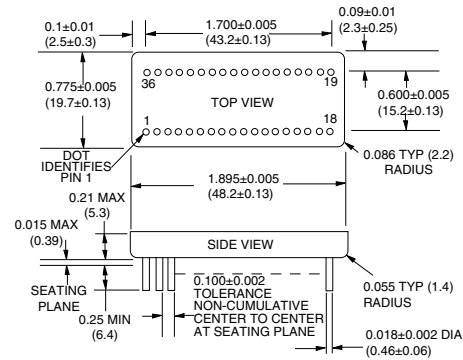 0.1±0.01
(2.5±0.3)
1.700±0.005
(43.2±0.13)
0.09±0.01
(2.3±0.25)
0.775±0.005
(19.7±0.13)
36
19
TOP VIEW
0.600±0.005
(15.2±0.13)
1
18
DOT
IDENTIFIES
PIN 1
0.086 TYP (2.2)
RADIUS
1.895±0.005
(48.2±0.13)
0.21 MAX
(5.3)
0.015 MAX
(0.39)
SIDE VIEW
SEATING
PLANE
0.25 MIN
(6.4)
0.100±0.002
TOLERANCE
NON-CUMULATIVE
CENTER TO CENTER
AT SEATING PLANE
0.055 TYP (1.4)
RADIUS
0.018±0.002 DIA
(0.46±0.06)